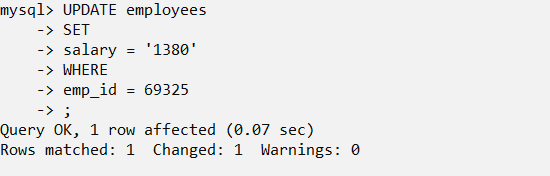 mysql> UPDATE employees
    -> SET
    -> salary = '1380'
    -> WHERE
    -> emp_id = 69325
    -> ;
Query OK, 1 row affected (0.07 sec)
Rows matched: 1  Changed: 1  Warnings: 0